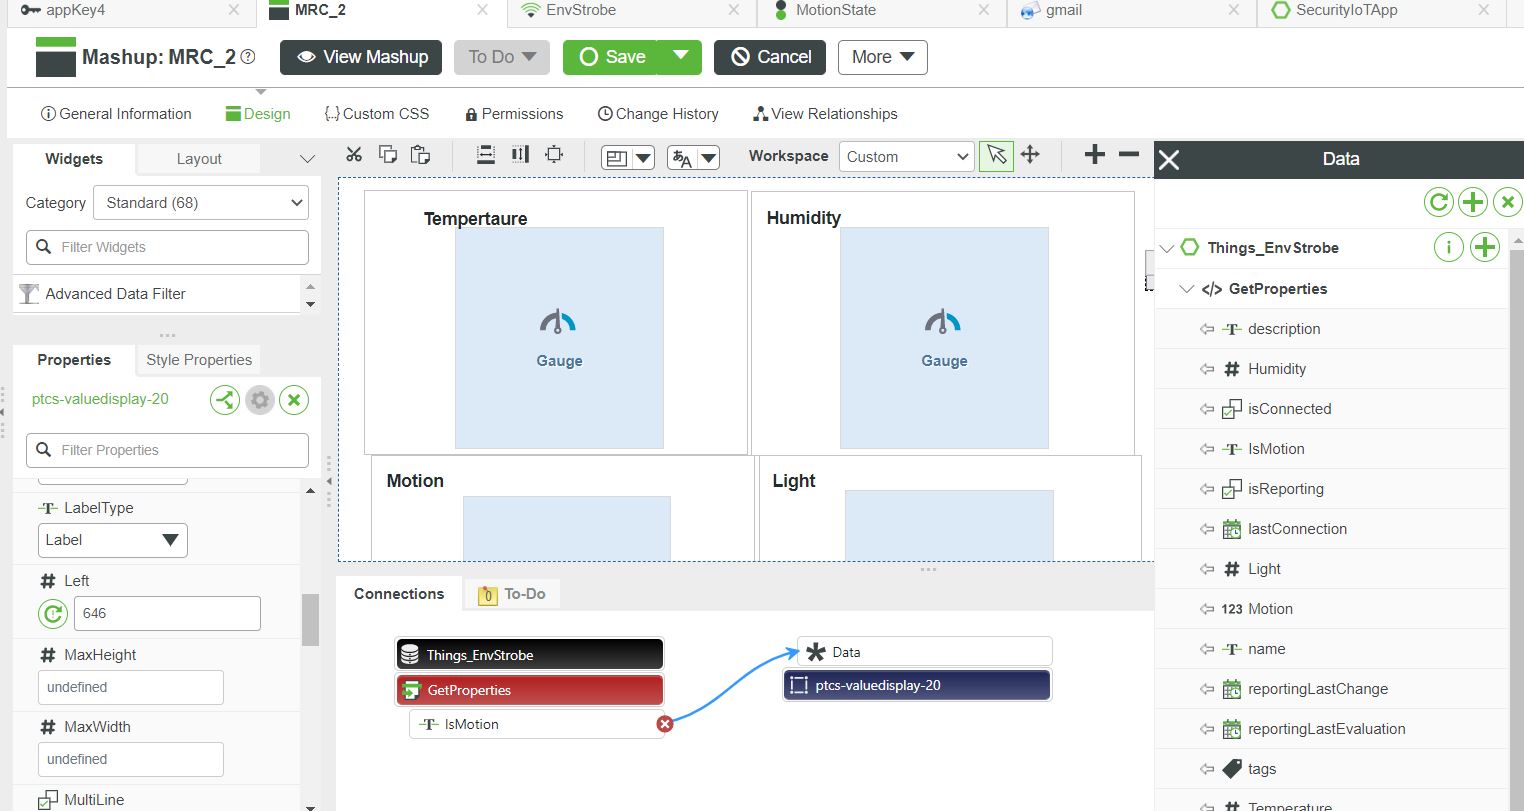 appKey4
MRC_2
EnvStrobe
MotionState
gmail
SecurityIoTApp
Mashup: MRC_2
View Mashup
To Do
Save
Cancel
More
General Information
Design
Custom CSS
Permissions
Change History
View Relationships
Widgets
Layout
Workspace
Custom
Data
Category
Standard (68)
Filter Widgets
Advanced Data Filter
Properties
Style Properties
ptcs-valuedisplay-20
Filter Properties
LabelType
Label
Left
646
MaxHeight
undefined
MaxWidth
undefined
MultiLine
Tempertaure
Gauge
Humidity
Gauge
Motion
Light
Connections
0
To-Do
Things_EnvStrobe
GetProperties
IsMotion
Data
ptcs-valuedisplay-20
Things_EnvStrobe
GetProperties
description
Humidity
isConnected
IsMotion
isReporting
lastConnection
Light
123 Motion
name
reportingLastChange
reportingLastEvaluation
tags
Temperature